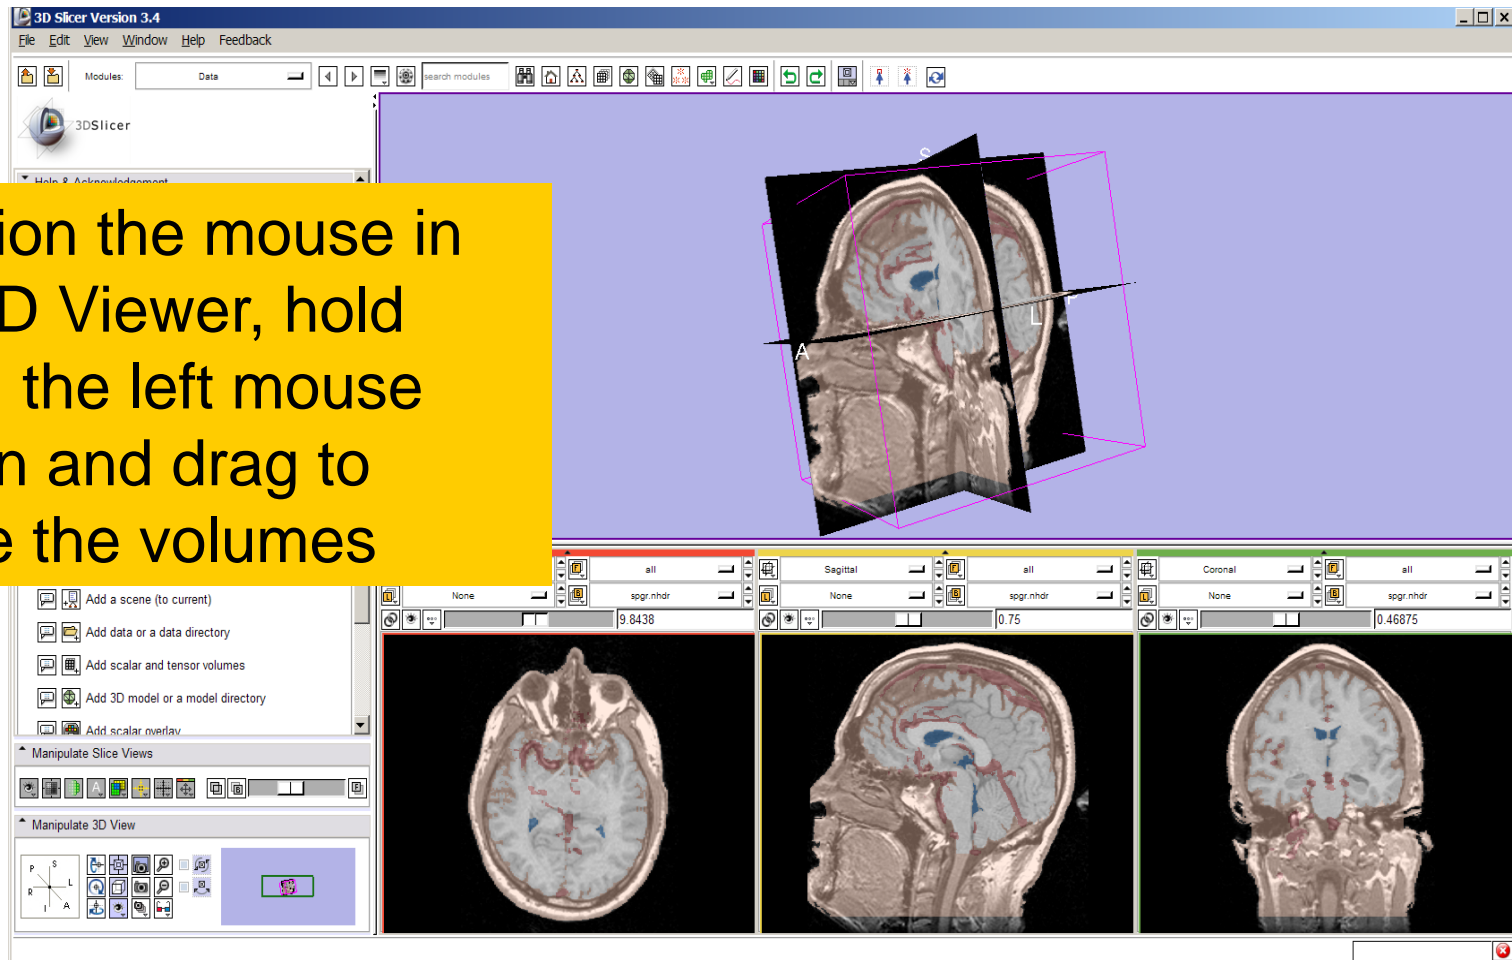 3D Slicer Version 3.4
File Edit View Window Help Feedback
Modules: Data search modules
3DSlicer
Help & Acknowledgement
ion the mouse in
D Viewer, hold
the left mouse
n and drag to
e the volumes
S
A
L
all
Sagittal all
Coronal all
None spgr.nhdr
None spgr.nhdr
None spgr.nhdr
9.8438
0.75
0.46875
Add a scene (to current)
Add data or a data directory
Add scalar and tensor volumes
Add 3D model or a model directory
Add scalar overlay
Manipulate Slice Views
Manipulate 3D View
P S
R L
I A